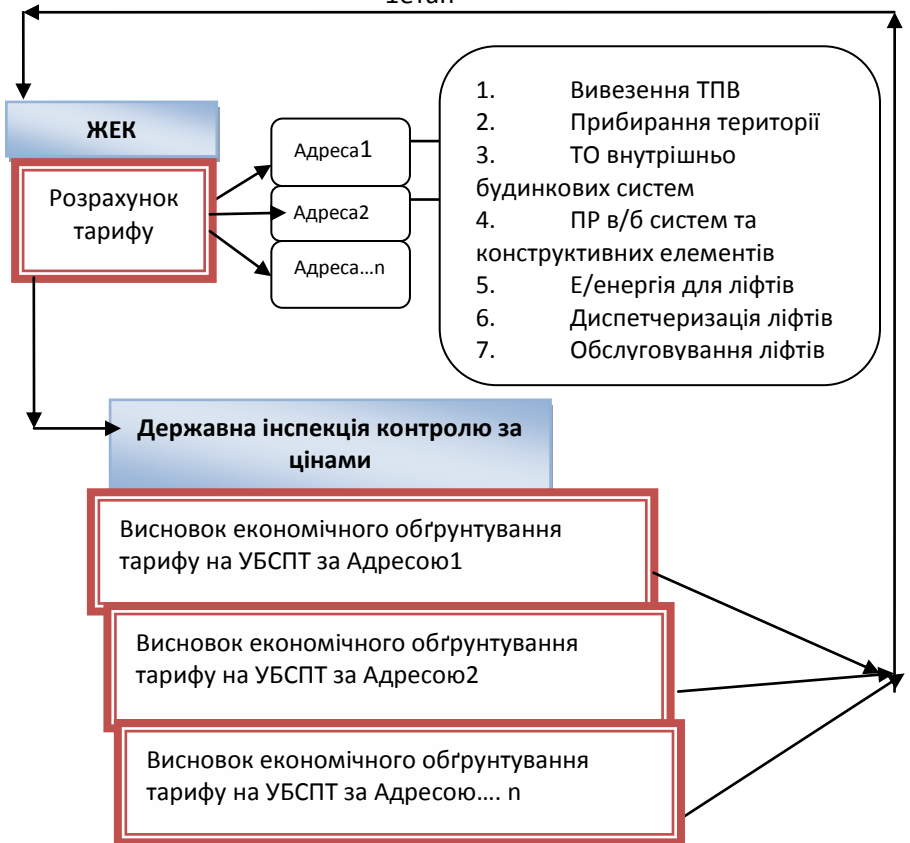 1етап
ЖЕК
Розрахунок
тарифу
Адреса1
Адреса2
Адреса...n
1. Вивезення ТПВ
2. Прибирання території
3. ТО внутрішньо
будинкових систем
4. ПР в/б систем та
конструктивних елементів
5. Е/енергія для ліфтів
6. Диспетчеризація ліфтів
7. Обслуговування ліфтів
Державна інспекція контролю за
цінами
Висновок економічного обґрунтування
тарифу на УБСПТ за Адресою1
Висновок економічного обґрунтування
тарифу на УБСПТ за Адресою2
Висновок економічного обґрунтування
тарифу на УБСПТ за Адресою.... n